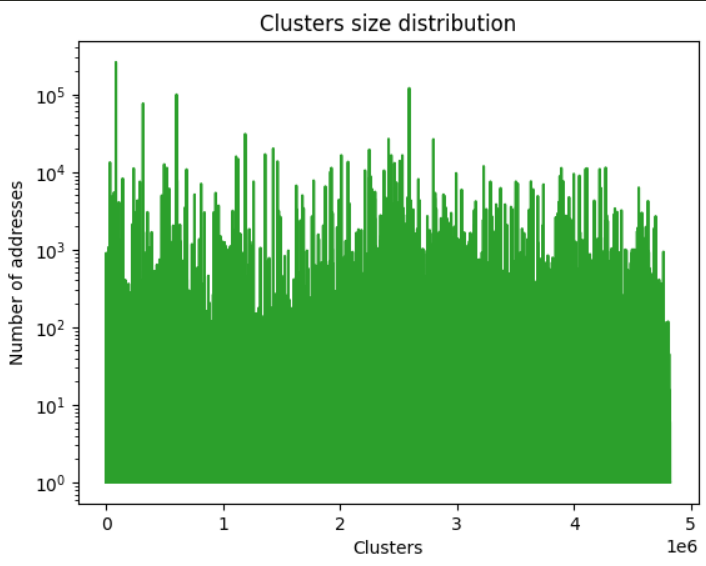 Clusters size distribution
Number of addresses
10^5
10^4
10^3
10^2
10^1
10^0
0 1 2 3 4 5
1e6
Clusters